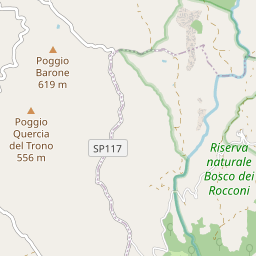 Poggio
Barone
619 m
Poggio
Quercia
del Trono
556 m
SP117
Riserva
naturale
Bosco dei
Rocconi